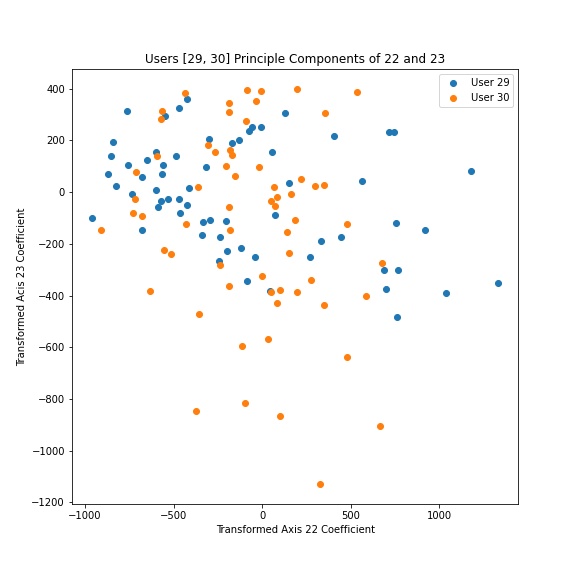 Users [29, 30] Principle Components of 22 and 23
User 29
User 30
400
200
0
−200
−400
−600
−800
−1000
−1200
Transformed Acis 23 Coefficient
−1000
−500
0
500
1000
Transformed Axis 22 Coefficient